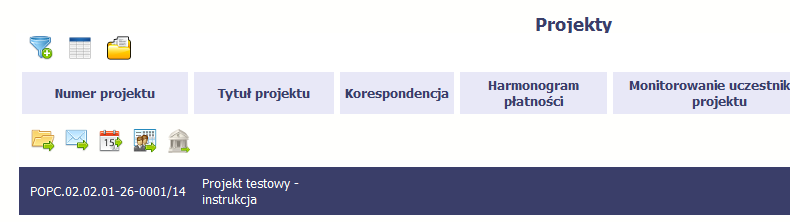 Projekty
Numer projektu
Tytuł projektu
Korespondencja
Harmonogram
płatności
Monitorowanie uczestnik
projektu
15
POPC.02.02.01-26-0001/14
Projekt testowy -
instrukcja